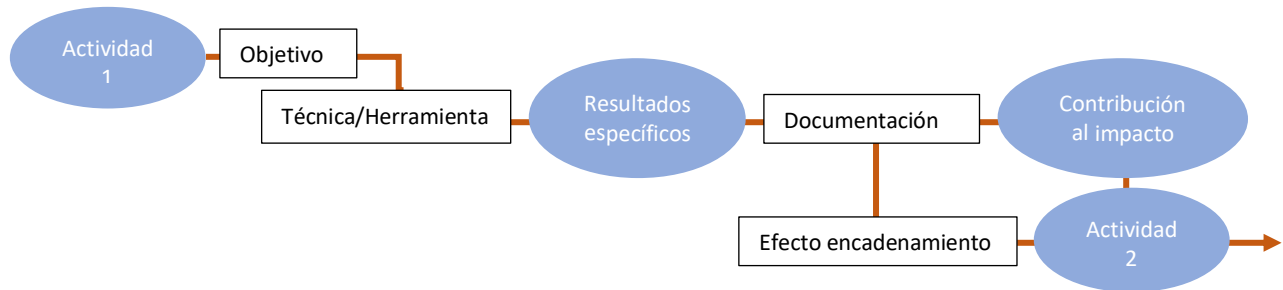 Actividad
1
Objetivo
Técnica/Herramienta
Resultados
específicos
Documentación
Contribución
al impacto
Efecto encadenamiento
Actividad
2